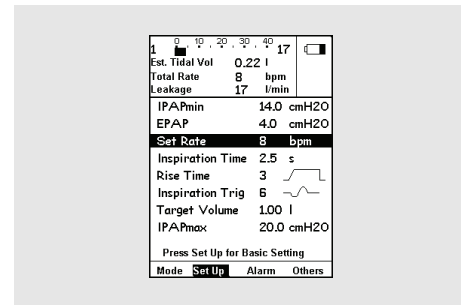 0 10 20 30 40
1 17
Est. Tidal Vol 0.22 l
Total Rate 8 bpm
Leakage 17 l/min
IPAPmin 14.0 cmH2O
EPAP 4.0 cmH2O
Set Rate 8 bpm
Inspiration Time 2.5 s
Rise Time 3
Inspiration Trig 6
Target Volume 1.00 l
IPAPmax 20.0 cmH2O
Press Set Up for Basic Setting
Mode Set Up Alarm Others